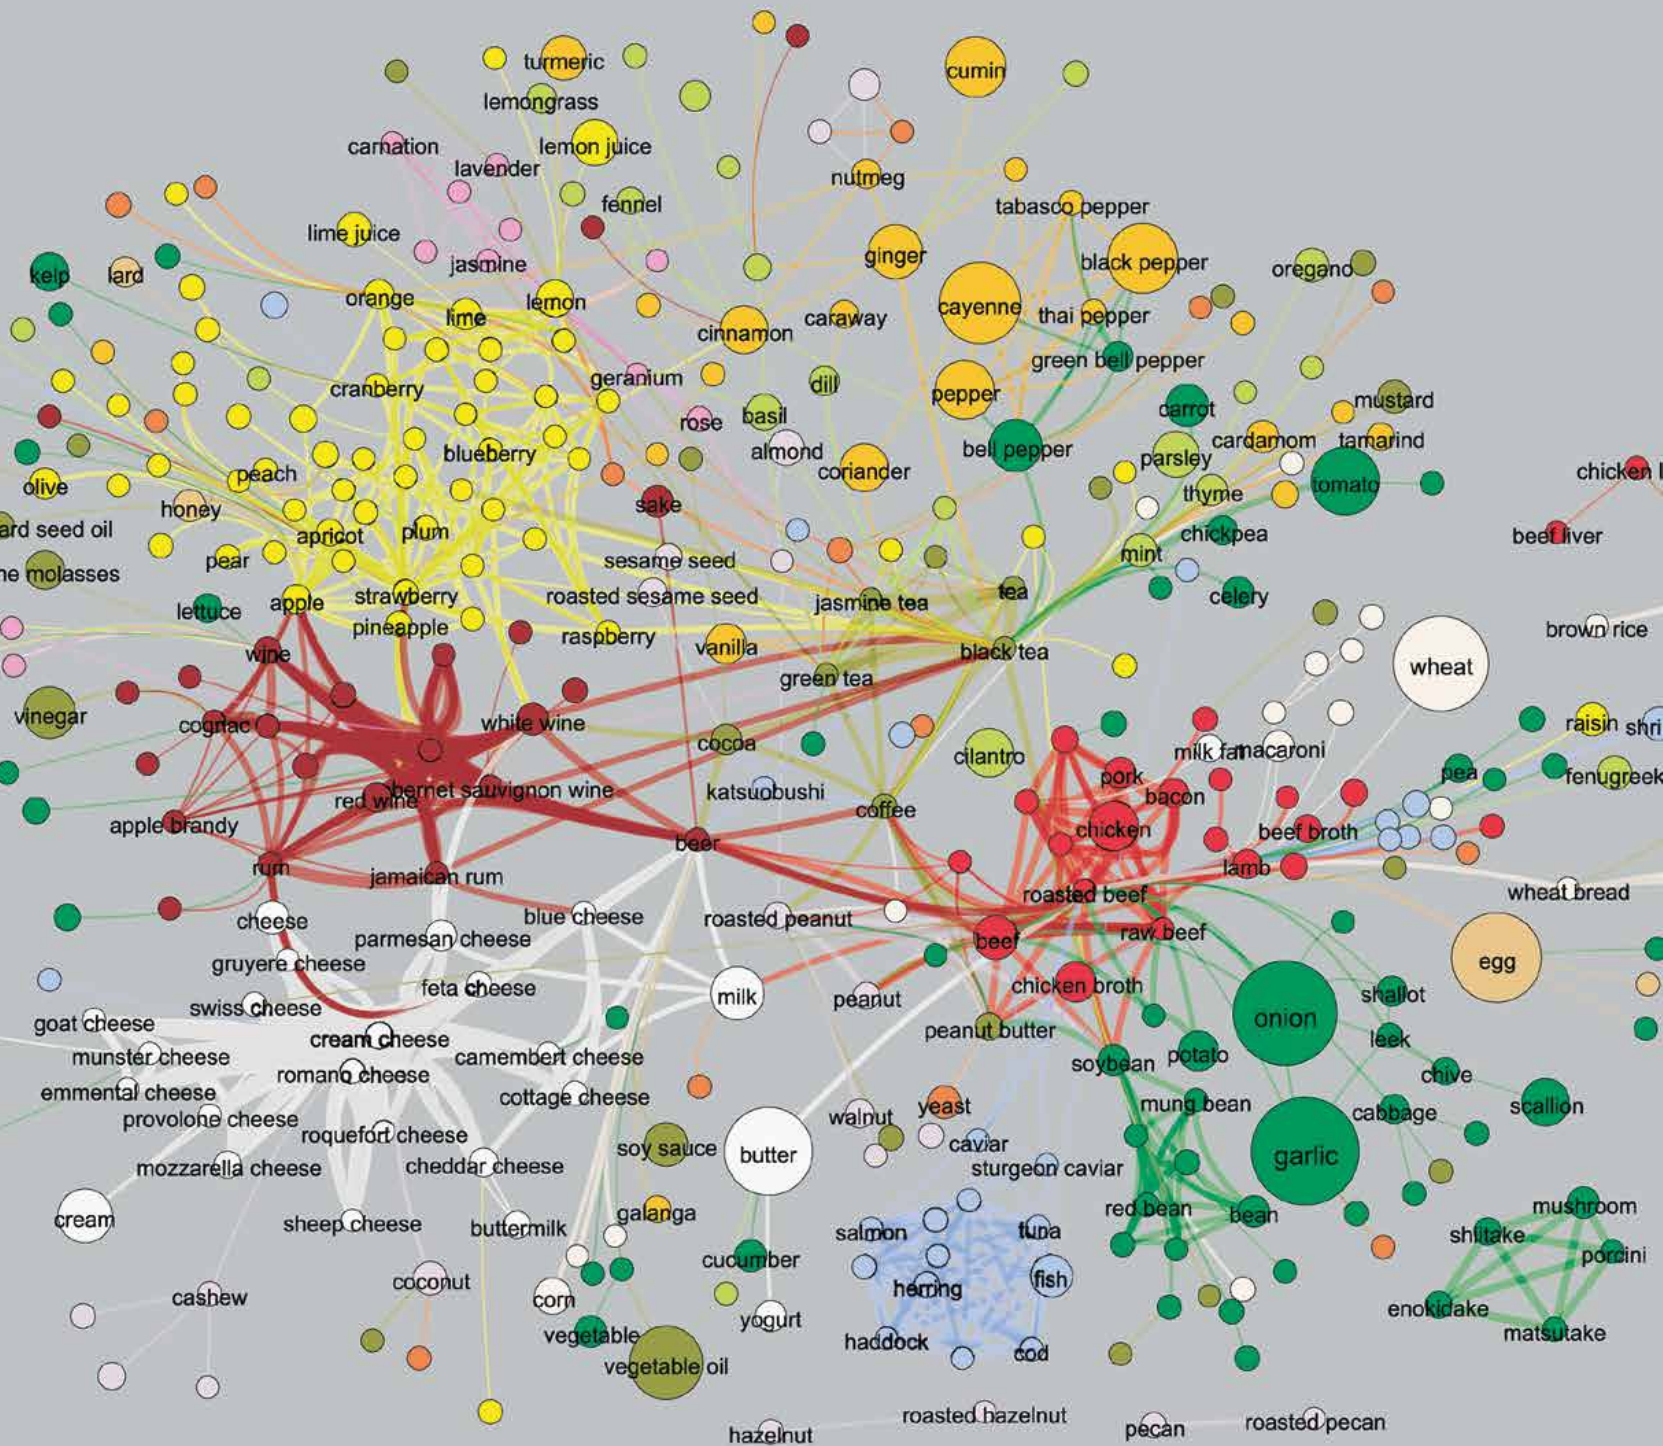 turmeric
cumin
lemongrass
carnation
lemon juice
lavender
nutmeg
fennel
tabasco pepper
lime juice
jasmine
ginger
black pepper
kelp
lard
oregano
orange
lemon
lime
cinnamon
caraway
cayenne
thai pepper
green bell pepper
cranberry
geranium
dill
pepper
mustard
rose
basil
carrot
blueberry
almond
bell pepper
cardamom
tamarind
peach
coriander
parsley
chicken l
olive
tomato
honey
sake
thyme
ard seed oil
apricot
plum
chickpea
beef liver
pear
sesame seed
mint
ne molasses
lettuce
apple
strawberry
roasted sesame seed
jasmine tea
tea
celery
pineapple
raspberry
brown rice
wine
vanilla
black tea
wheat
green tea
vinegar
cognac
white wine
raisin
shri
cocoa
cilantro
milk fat
macaroni
pork
pea
fenugreek
red wine
bernet sauvignon wine
katsuobushi
bacon
apple brandy
coffee
chicken
beef broth
beer
rum
jamaican rum
lamb
roasted beef
wheat bread
cheese
blue cheese
roasted peanut
parmesan cheese
beef
raw beef
gruyere cheese
egg
feta cheese
chicken broth
swiss cheese
milk
peanut
shallot
goat cheese
onion
cream cheese
peanut butter
leek
munster cheese
camembert cheese
soybean
potato
romano cheese
chive
emmental cheese
cottage cheese
provolone cheese
walnut
yeast
mung bean
cabbage
scallion
roquefort cheese
soy sauce
caviar
butter
garlic
mozzarella cheese
cheddar cheese
sturgeon caviar
mushroom
red bean
cream
sheep cheese
buttermilk
galanga
salmon
tuna
bean
shiitake
cucumber
porcini
coconut
herring
fish
cashew
corn
enokidake
yogurt
vegetable
haddock
cod
matsutake
vegetable oil
roasted hazelnut
roasted pecan
hazelnut
pecan